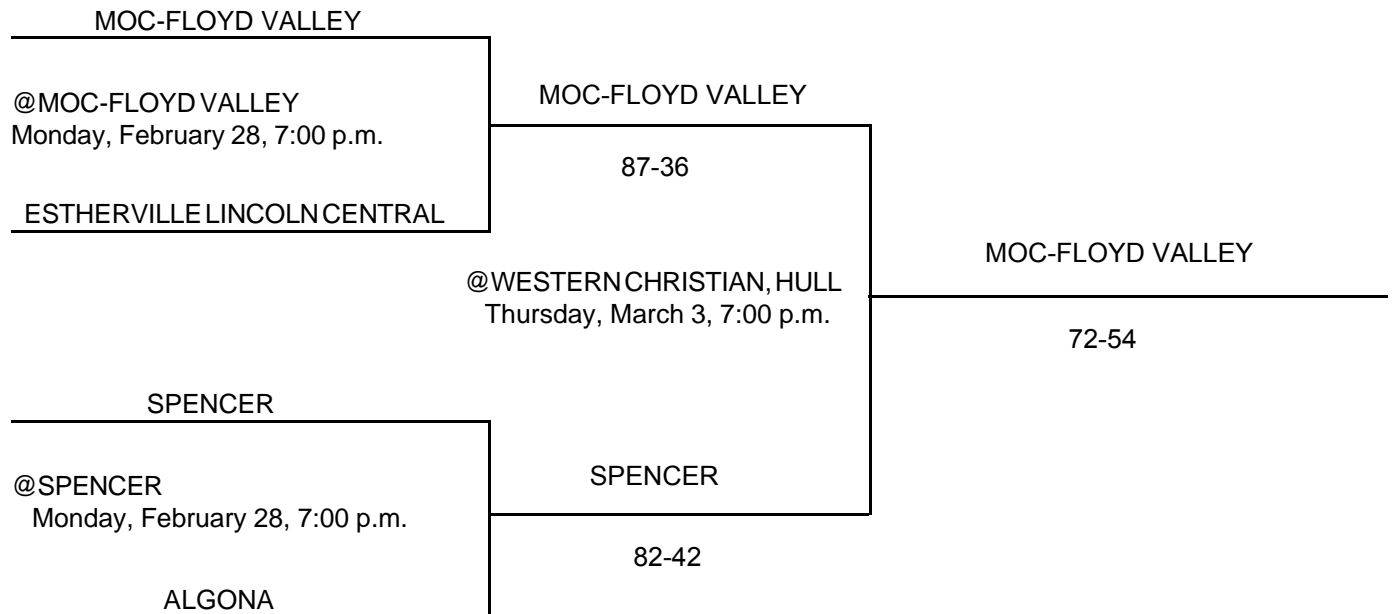 MOC-FLOYD VALLEY
@MOC-FLOYD VALLEY
Monday, February 28, 7:00 p.m.
MOC-FLOYD VALLEY
87-36
ESTHERVILLE LINCOLN CENTRAL
@WESTERN CHRISTIAN, HULL
Thursday, March 3, 7:00 p.m.
MOC-FLOYD VALLEY
72-54
SPENCER
@SPENCER
Monday, February 28, 7:00 p.m.
SPENCER
82-42
ALGONA